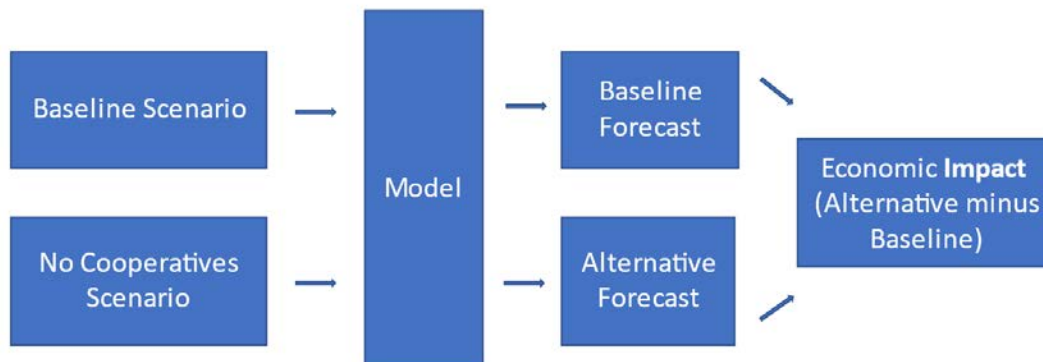 Baseline Scenario
No Cooperatives
Scenario
Model
Baseline
Forecast
Alternative
Forecast
Economic Impact
(Alternative minus
Baseline)